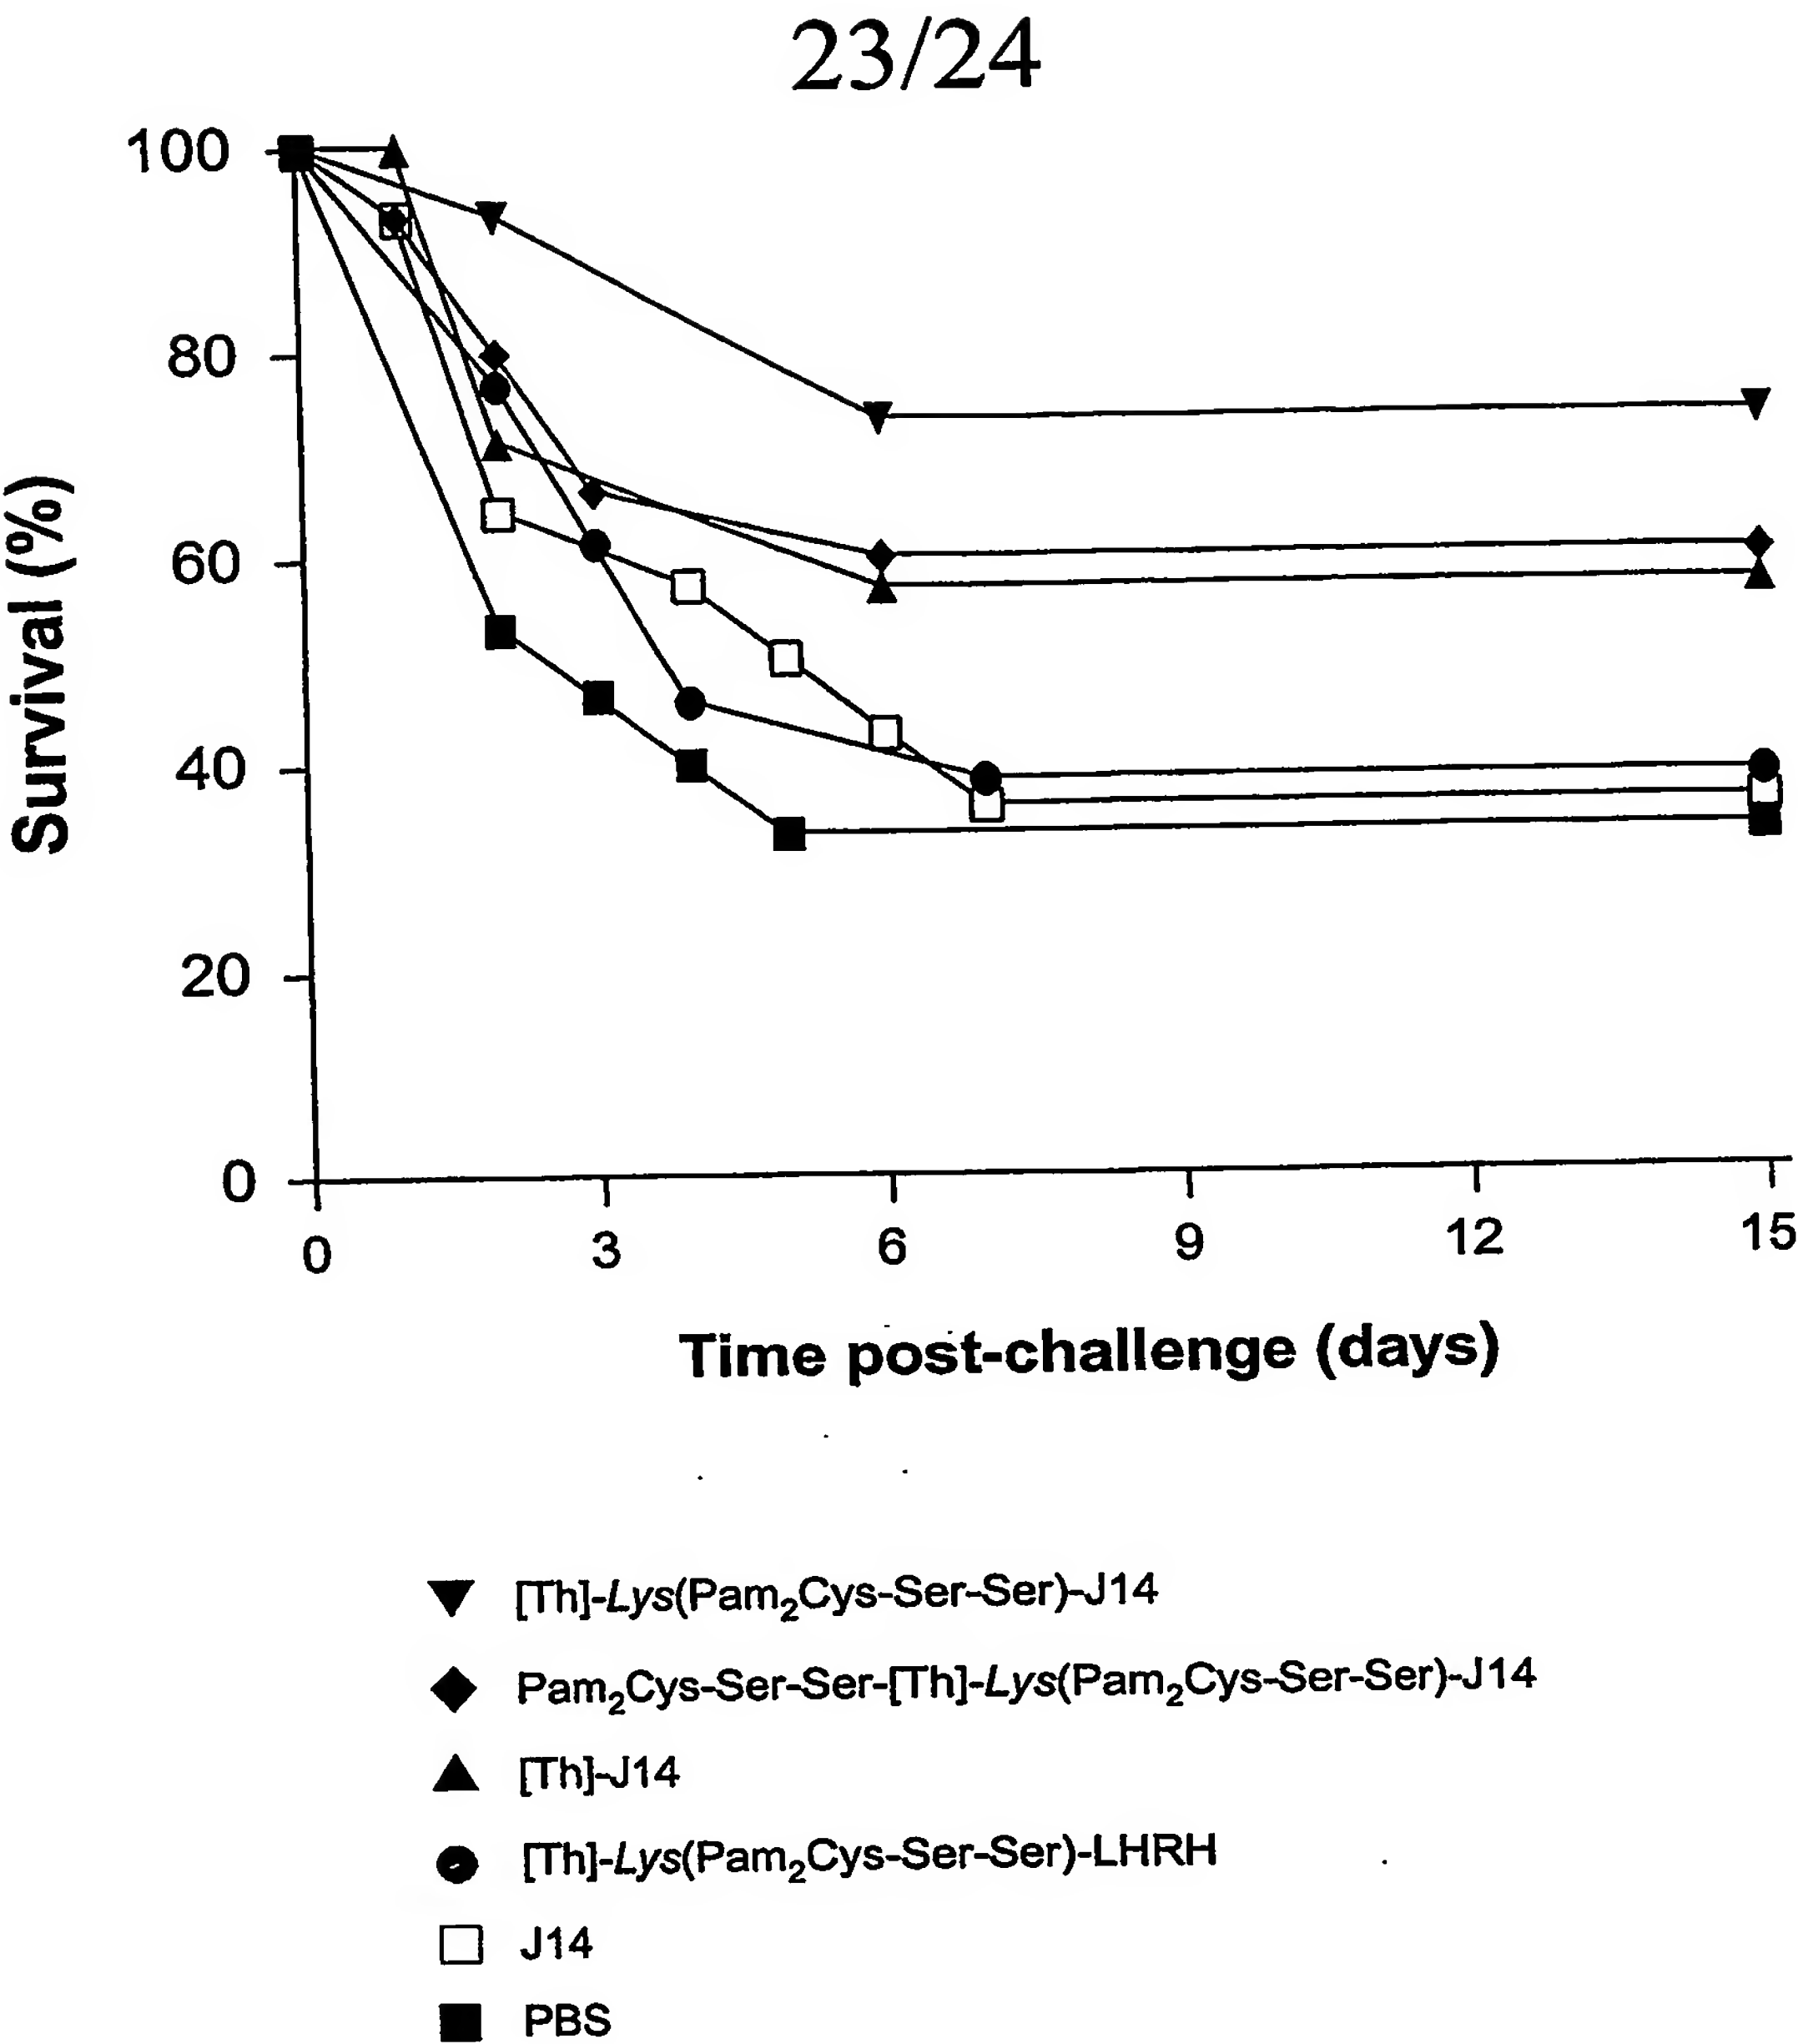 23/24
100
80
60
40
20
0
Survival (%)
0 3 6 9 12 15
Time post-challenge (days)
[Th]-Lys(Pam₂Cys-Ser-Ser)-J14
Pam₂Cys-Ser-Ser-[Th]-Lys(Pam₂Cys-Ser-Ser)-J14
[Th]-J14
[Th]-Lys(Pam₂Cys-Ser-Ser)-LHRH
J14
PBS